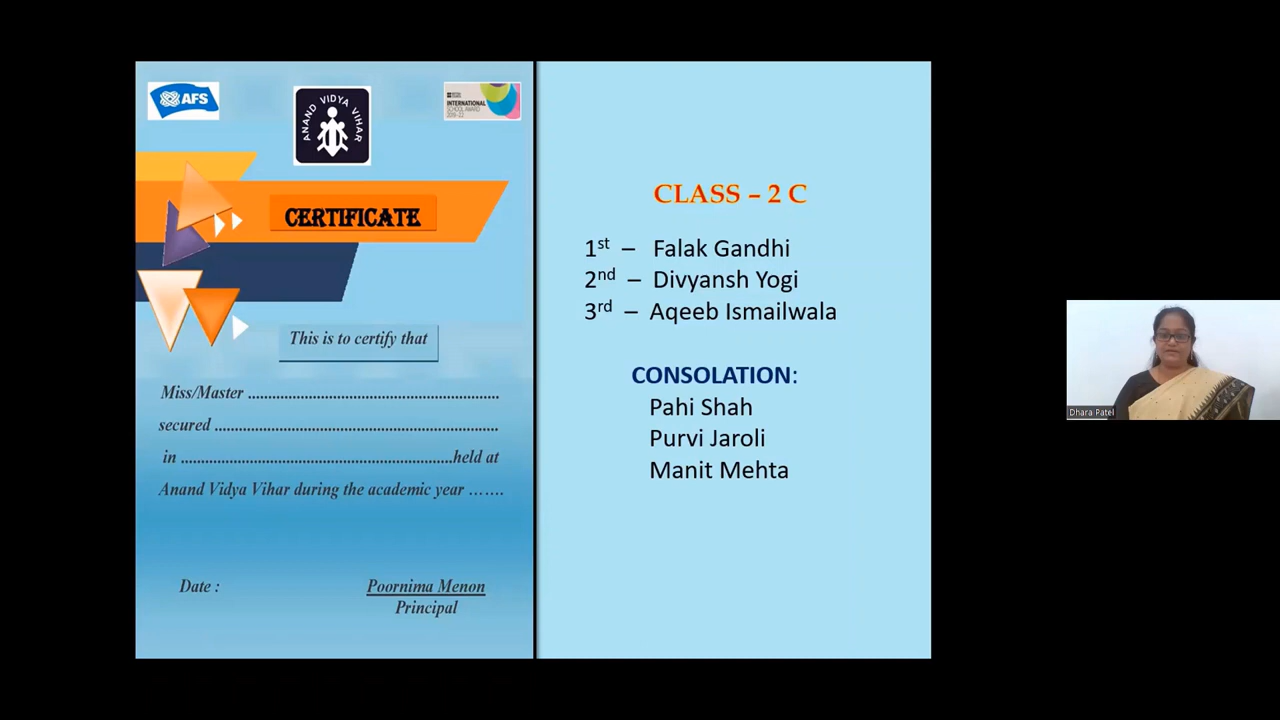 AFS
ANAND VIDYA VIHAR
INTERNATIONAL
SCHOOL AWARD
CERTIFICATE
This is to certify that
Miss/Master ............................................................
secured ..................................................................
in .................................................................held at
Anand Vidya Vihar during the academic year .......
Date :
Poornima Menon
Principal
CLASS – 2 C
1st – Falak Gandhi
2nd – Divyansh Yogi
3rd – Aqeeb Ismailwala
CONSOLATION:
Pahi Shah
Purvi Jaroli
Manit Mehta
Dhara Patel